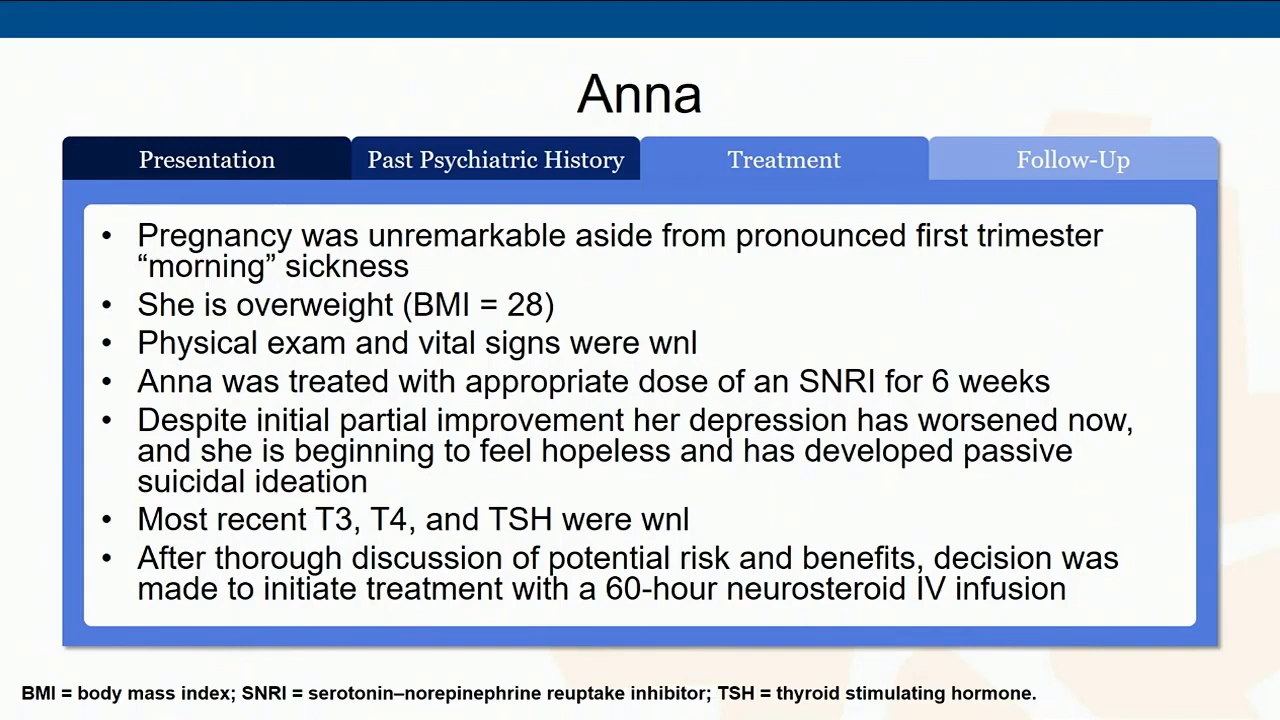 Anna
Presentation
Past Psychiatric History
Treatment
Follow-Up
• Pregnancy was unremarkable aside from pronounced first trimester
“morning” sickness
• She is overweight (BMI = 28)
• Physical exam and vital signs were wnl
• Anna was treated with appropriate dose of an SNRI for 6 weeks
• Despite initial partial improvement her depression has worsened now,
and she is beginning to feel hopeless and has developed passive
suicidal ideation
• Most recent T3, T4, and TSH were wnl
• After thorough discussion of potential risk and benefits, decision was
made to initiate treatment with a 60-hour neurosteroid IV infusion
BMI = body mass index; SNRI = serotonin–norepinephrine reuptake inhibitor; TSH = thyroid stimulating hormone.